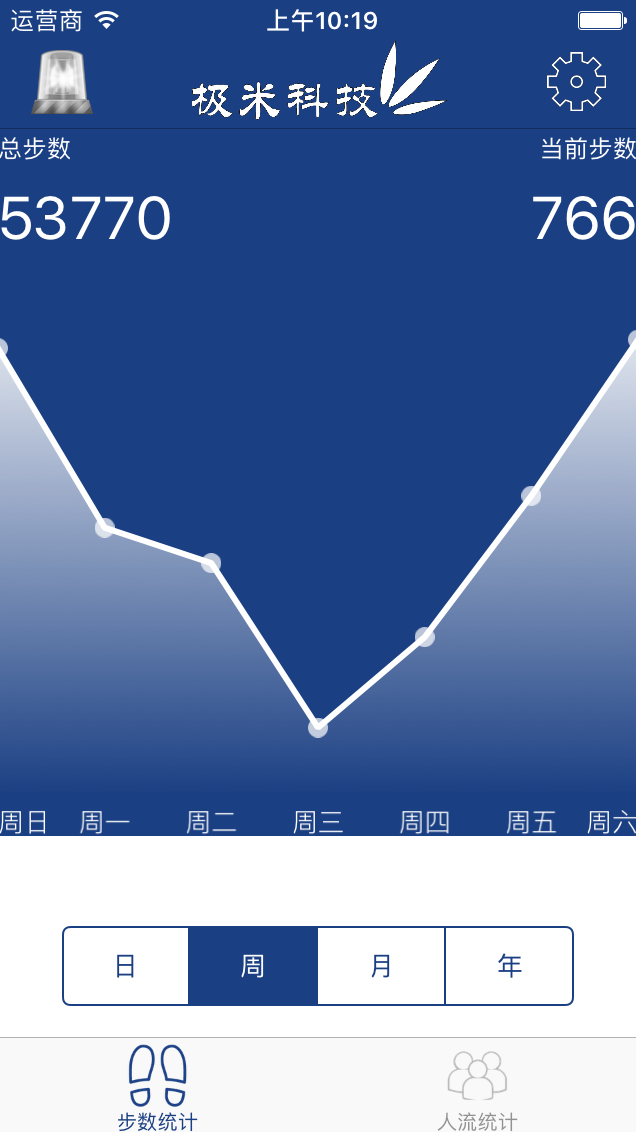 运营商 上午10:19
极米科技
总步数 当前步数
53770 766
周日 周一 周二 周三 周四 周五 周六
日 周 月 年
步数统计 人流统计